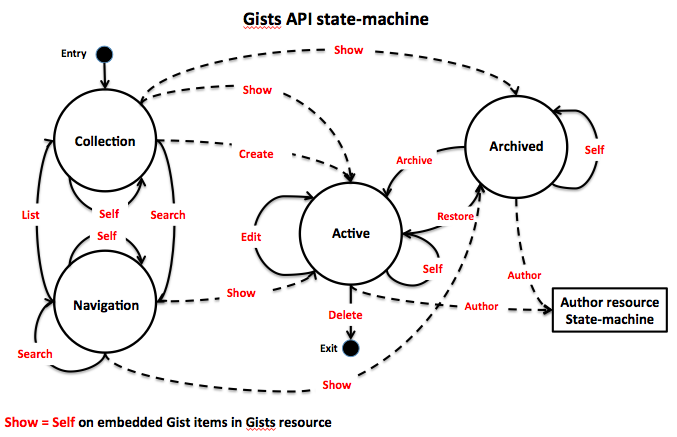 Gists API state-machine
Entry
Show
Show
Collection
Archived
Create
Archive
Self
List
Self
Search
Restore
Self
Edit
Active
Self
Navigation
Show
Author
Author
Author resource
State-machine
Delete
Search
Exit
Show
Show = Self on embedded Gist items in Gists resource